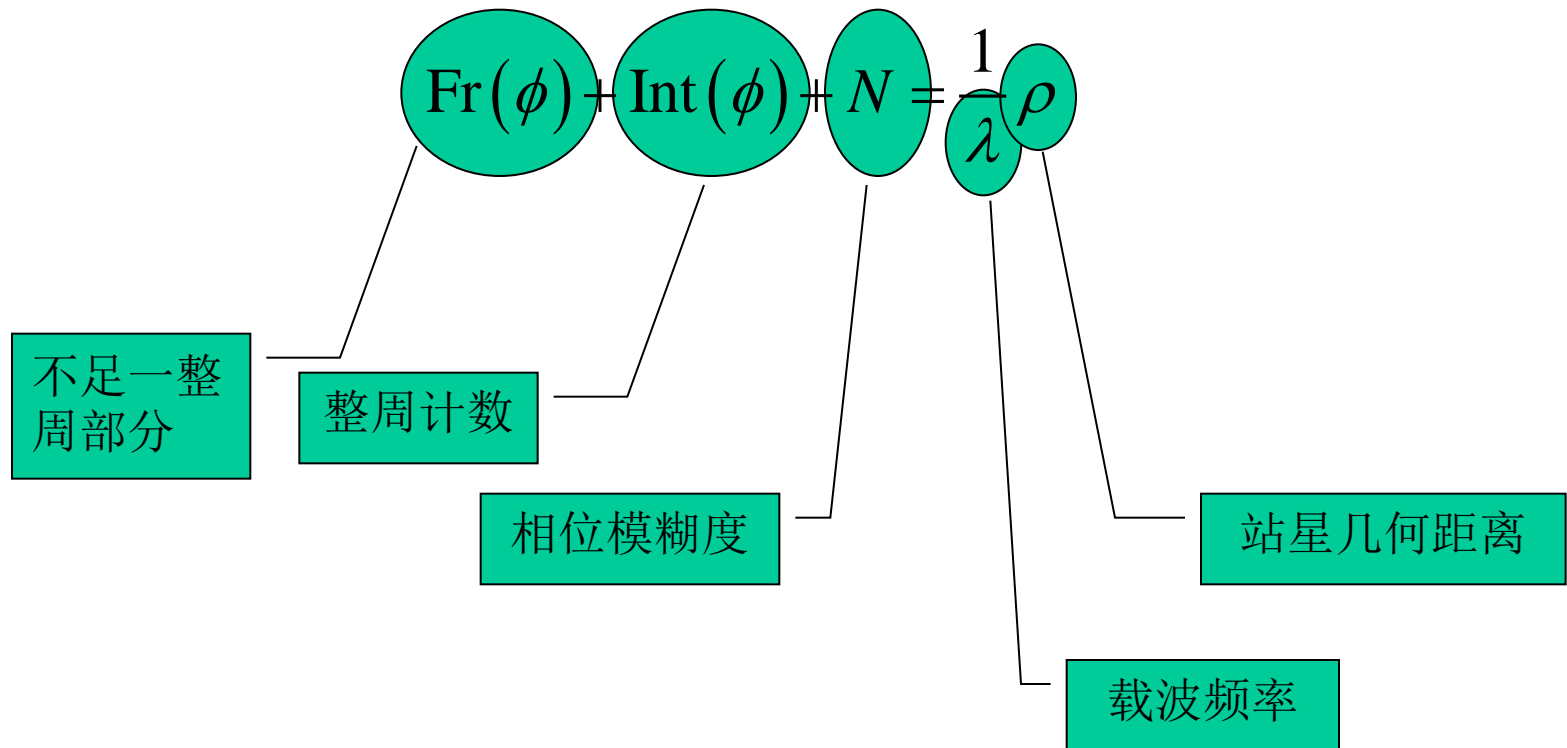 Fr(ϕ)+Int(ϕ)+N=1/λ ρ
不足一整
周部分
整周计数
相位模糊度
站星几何距离
载波频率